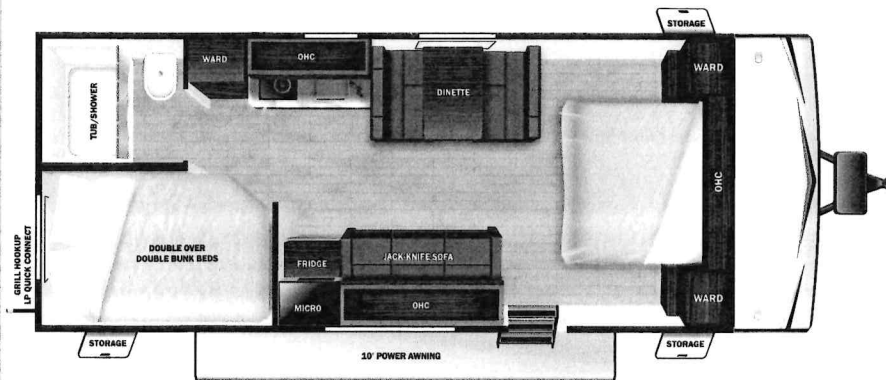 STORAGE
WARD
OHC
WARD
DINETTE
TUB/SHOWER
OHC
GRILL HOOKUP
LP QUICK CONNECT
DOUBLE OVER
DOUBLE BUNK BEDS
FRIDGE
JACK-KNIFE SOFA
MICRO
OHC
WARD
STORAGE
STORAGE
10' POWER AWNING